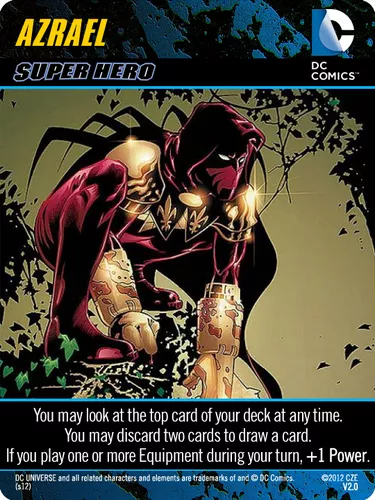 AZRAEL
SUPER HERO
DC
COMICS™
You may look at the top card of your deck at any time.
You may discard two cards to draw a card.
If you play one or more Equipment during your turn, +1 Power.
DC UNIVERSE and all related characters and elements are trademarks of and © DC Comics.
(s12)
©2012 CZE
V2.0